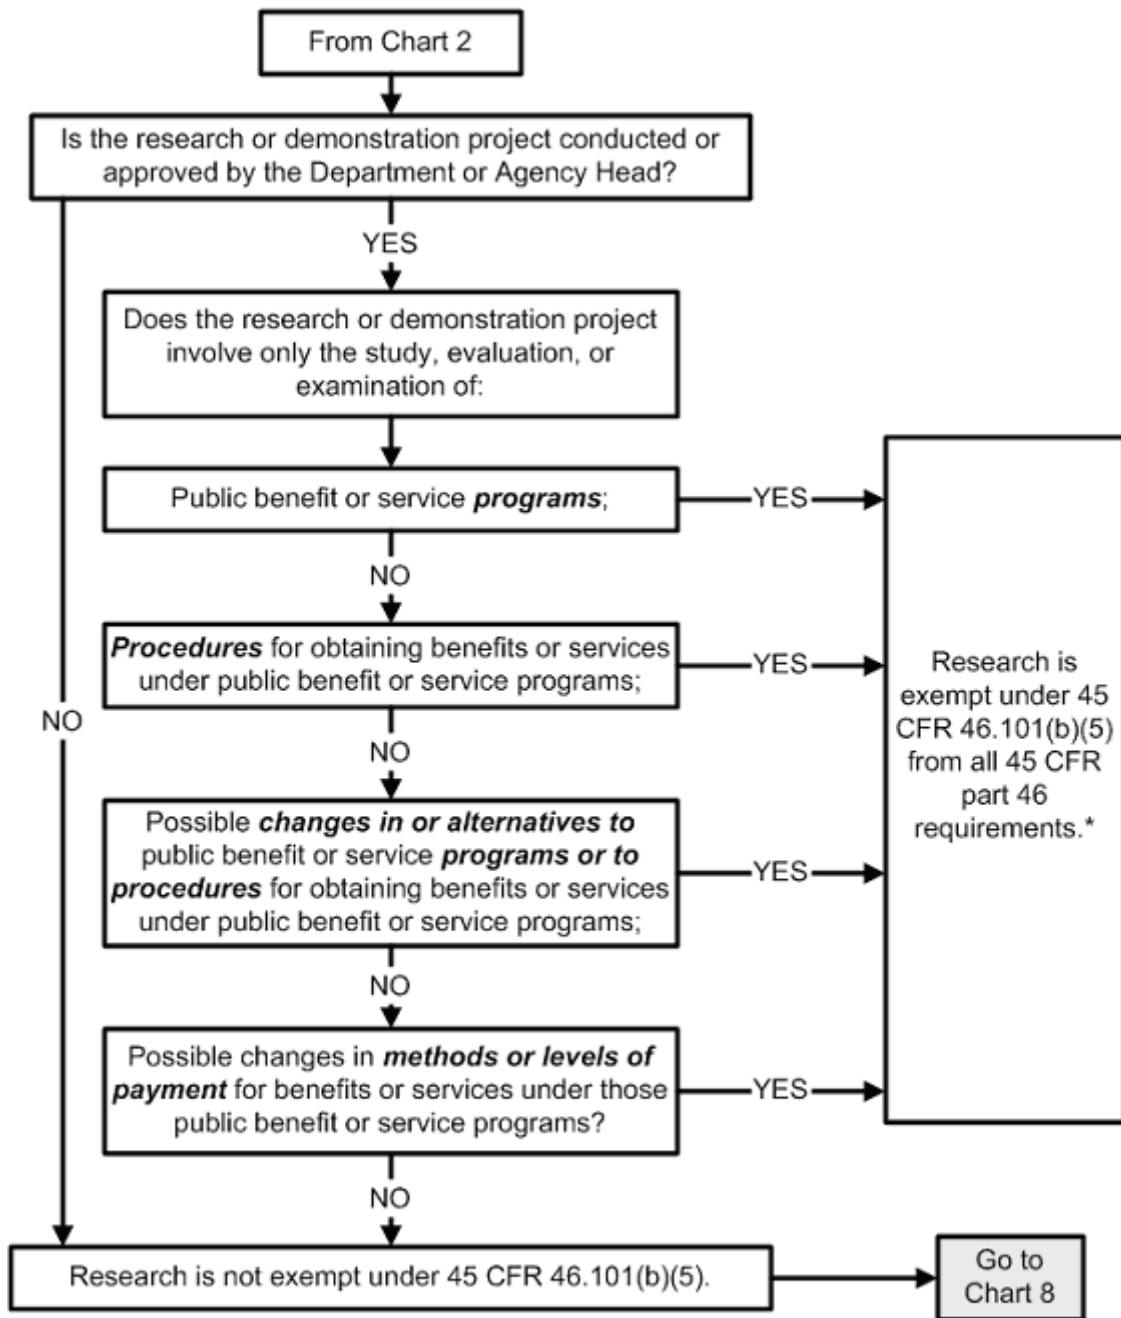 From Chart 2
Is the research or demonstration project conducted or
approved by the Department or Agency Head?
YES
Does the research or demonstration project
involve only the study, evaluation, or
examination of:
Public benefit or service programs;
YES
NO
Procedures for obtaining benefits or services
under public benefit or service programs;
YES
NO
NO
Possible changes in or alternatives to
public benefit or service programs or to
procedures for obtaining benefits or services
under public benefit or service programs;
YES
NO
Possible changes in methods or levels of
payment for benefits or services under those
public benefit or service programs?
YES
NO
Research is
exempt under 45
CFR 46.101(b)(5)
from all 45 CFR
part 46
requirements.*
Research is not exempt under 45 CFR 46.101(b)(5).
Go to
Chart 8